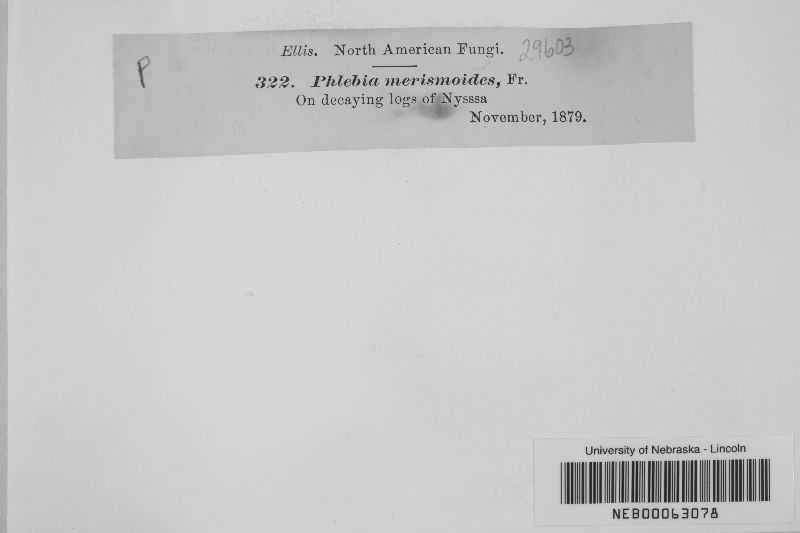 Ellis. North American Fungi. 29603
P
322. Phlebia merismoides, Fr.
On decaying logs of Nysssa
November, 1879.
University of Nebraska - Lincoln
NEB00063078